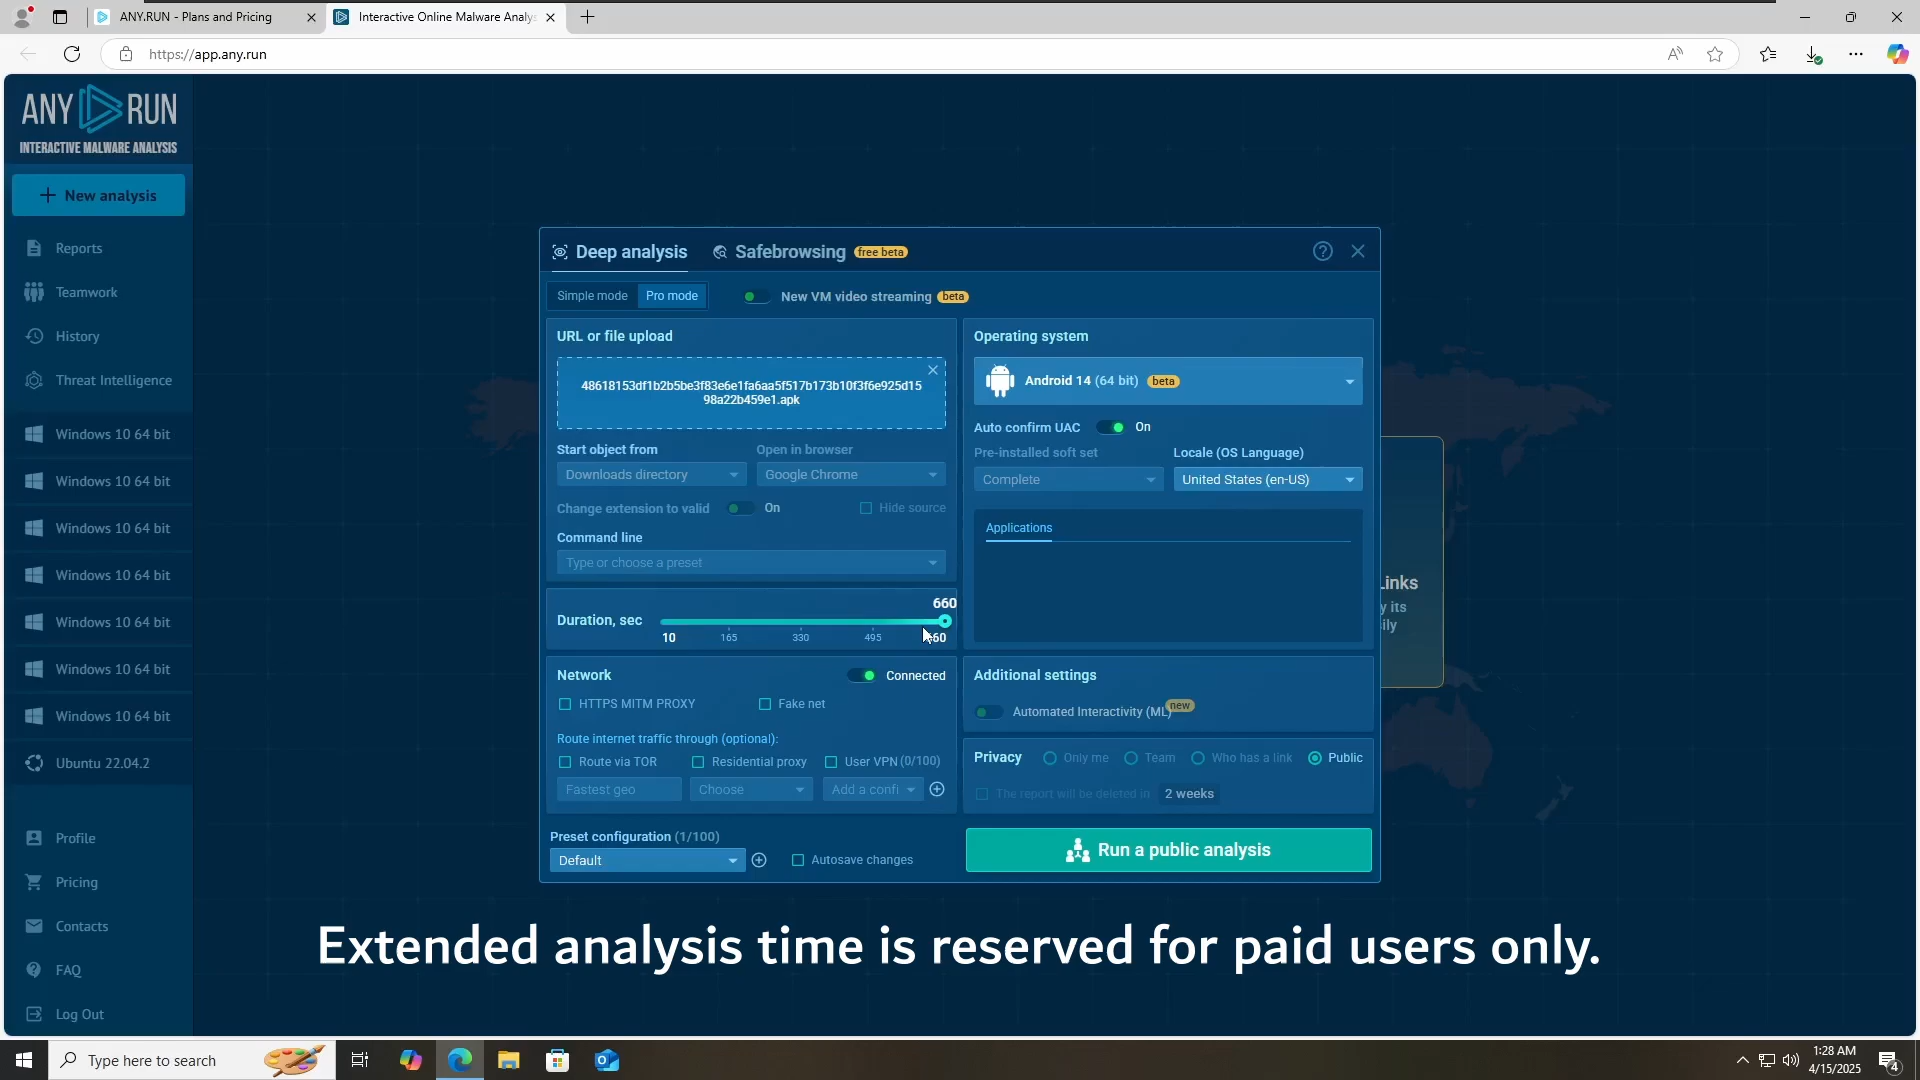 ANY.RUN - Plans and Pricing
Interactive Online Malware Analys
https://app.any.run
ANY RUN
INTERACTIVE MALWARE ANALYSIS
New analysis
Reports
Teamwork
History
Threat Intelligence
Windows 10 64 bit
Windows 10 64 bit
Windows 10 64 bit
Windows 10 64 bit
Windows 10 64 bit
Windows 10 64 bit
Windows 10 64 bit
Ubuntu 22.04.2
Profile
Pricing
Contacts
FAQ
Log Out
Deep analysis
Safebrowsing free beta
Simple mode
Pro mode
New VM video streaming beta
URL or file upload
48618153df1b2b5be3f83e6e1fa6aa5f517b173b10f3f6e925d15
98a22b459e1.apk
Start object from
Open in browser
Downloads directory
Google Chrome
Change extension to valid On
Hide source
Command line
Type or choose a preset
660
Duration, sec
10 165 330 495 60
Network
Connected
HTTPS MITM PROXY
Fake net
Route internet traffic through (optional):
Route via TOR
Residential proxy
User VPN (0/100)
Fastest geo
Choose
Add a confi
Preset configuration (1/100)
Default
Autosave changes
Operating system
Android 14 (64 bit) beta
Auto confirm UAC On
Pre-installed soft set
Locale (OS Language)
Complete
United States (en-US)
Applications
Additional settings
Automated Interactivity (ML) new
Privacy Only me Team Who has a link Public
The report will be deleted in 2 weeks
Run a public analysis
Links
y its
ily
Extended analysis time is reserved for paid users only.
Type here to search
1:28 AM
4/15/2025
4